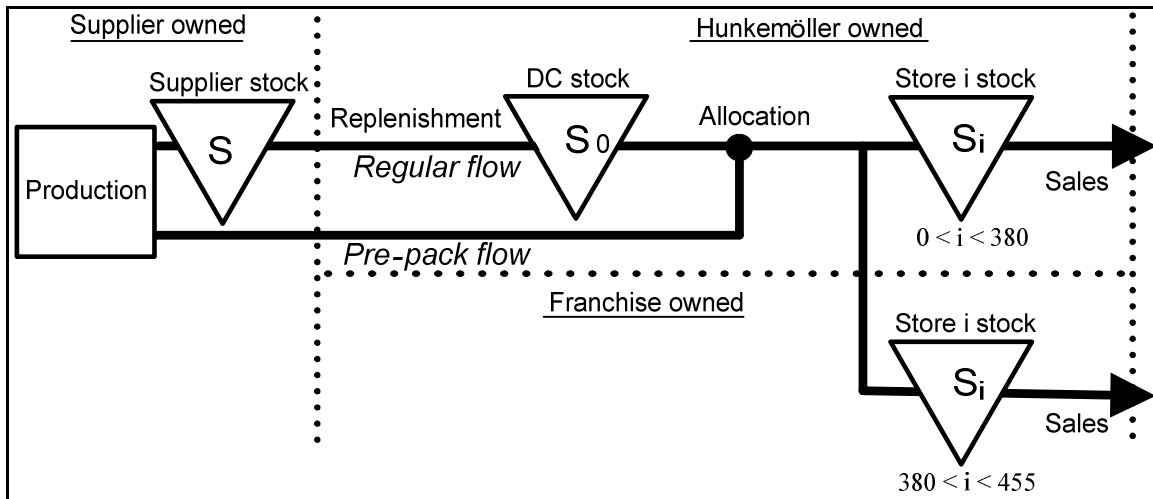 Supplier owned
Hunkemöller owned
Supplier stock
DC stock
Store i stock
Replenishment
Allocation
S
S0
Si
Production
Regular flow
Sales
Pre-pack flow
0 < i < 380
Franchise owned
Store i stock
Si
Sales
380 < i < 455